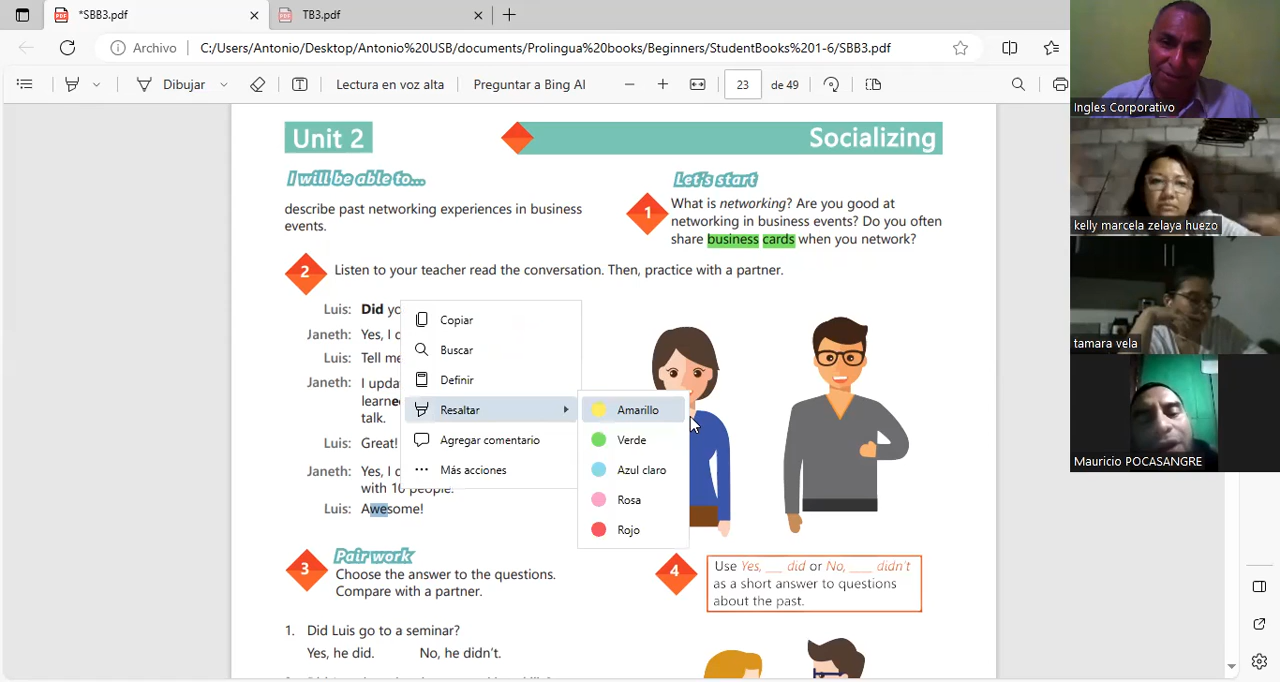 *SBB3.pdf
TB3.pdf
Archivo
C:/Users/Antonio/Desktop/Antonio%20USB/documents/Prolingua%20books/Beginners/StudentBooks%201-6/SBB3.pdf
Dibujar
Lectura en voz alta
Preguntar a Bing AI
23
de 49
Unit 2
Socializing
I will be able to...
describe past networking experiences in business
events.
Let's start
1
What is networking? Are you good at
networking in business events? Do you often
share business cards when you network?
2
Listen to your teacher read the conversation. Then, practice with a partner.
Luis: Did yo
Janeth: Yes, I d
Luis: Tell me
Janeth: I upda
learne
talk.
Luis: Great!
Janeth: Yes, I d
with 10 people.
Luis: Awesome!
Copiar
Buscar
Definir
Resaltar
Agregar comentario
Más acciones
Amarillo
Verde
Azul claro
Rosa
Rojo
3
Pair work
Choose the answer to the questions.
Compare with a partner.
4
Use Yes, __ did or No, ___ didn't
as a short answer to questions
about the past.
1. Did Luis go to a seminar?
Yes, he did. No, he didn't.
Ingles Corporativo
kelly marcela zelaya huezo
tamara vela
Mauricio POCASANGRE